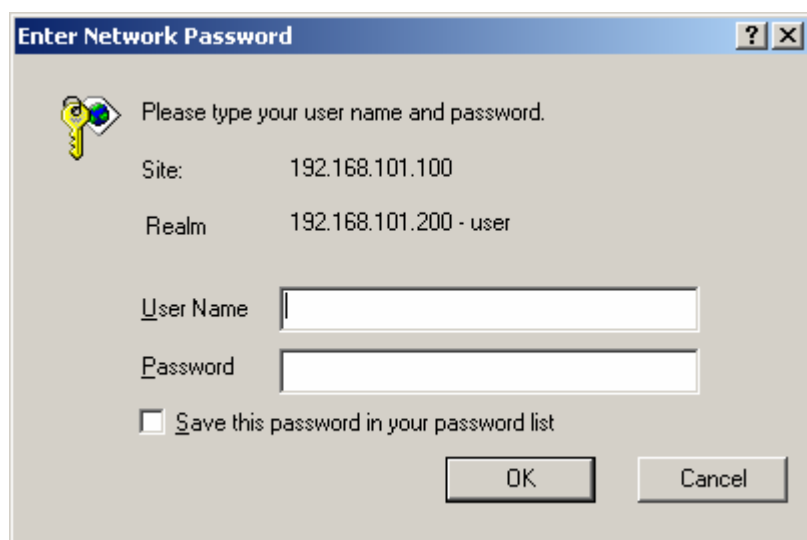 Enter Network Password
Please type your user name and password.
Site: 192.168.101.100
Realm 192.168.101.200 - user
User Name
Password
Save this password in your password list
OK Cancel